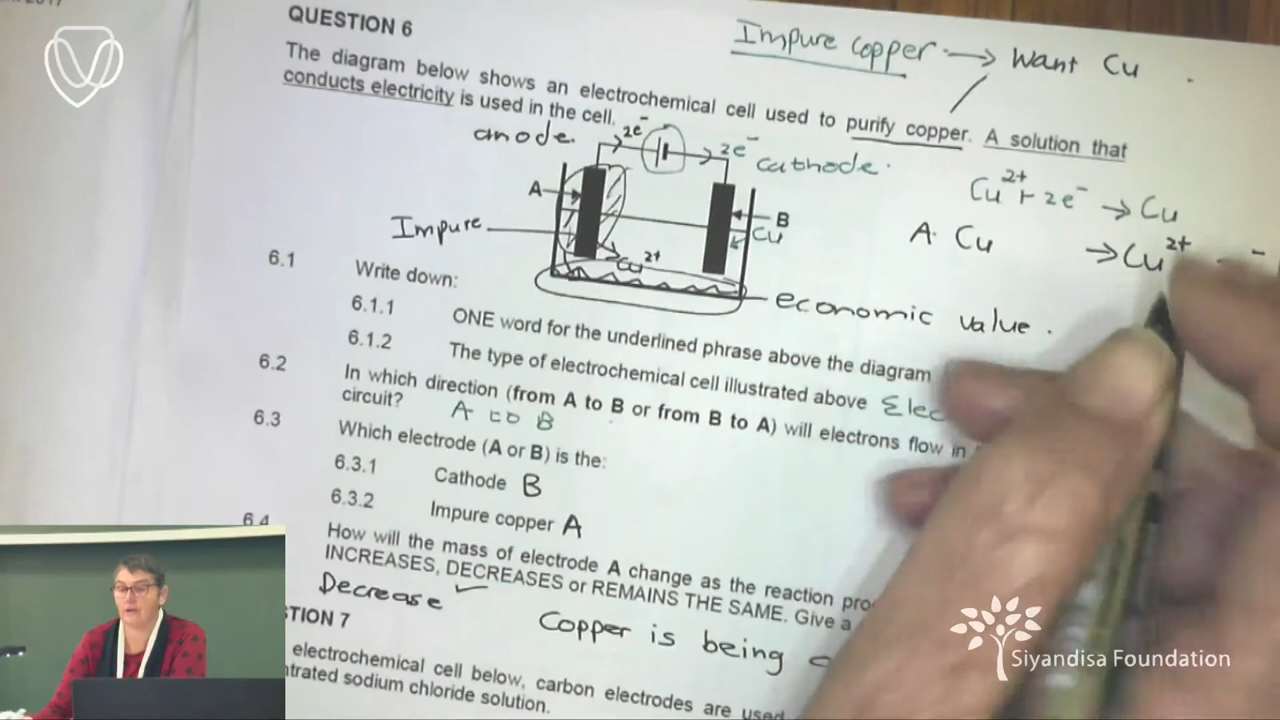 QUESTION 6
Impure copper → Want Cu
The diagram below shows an electrochemical cell used to purify copper. A solution that
conducts electricity is used in the cell.
anode.
2e⁻
2e⁻
cathode.
Cu²⁺ + 2e⁻ → Cu
A
B
Cu
A. Cu → Cu²⁺
Impure
Cu²⁺
economic value.
6.1 Write down:
6.1.1 ONE word for the underlined phrase above the diagram
6.1.2 The type of electrochemical cell illustrated above
6.2 In which direction (from A to B or from B to A) will electrons flow in
circuit? A to B
6.3 Which electrode (A or B) is the:
6.3.1 Cathode B
6.3.2 Impure copper A
6.4 How will the mass of electrode A change as the reaction
INCREASES, DECREASES or REMAINS THE SAME. Give a
Decrease ✓
Copper is being
electrochemical cell below, carbon electrodes are used
sodium chloride solution.
Siyandisa Foundation